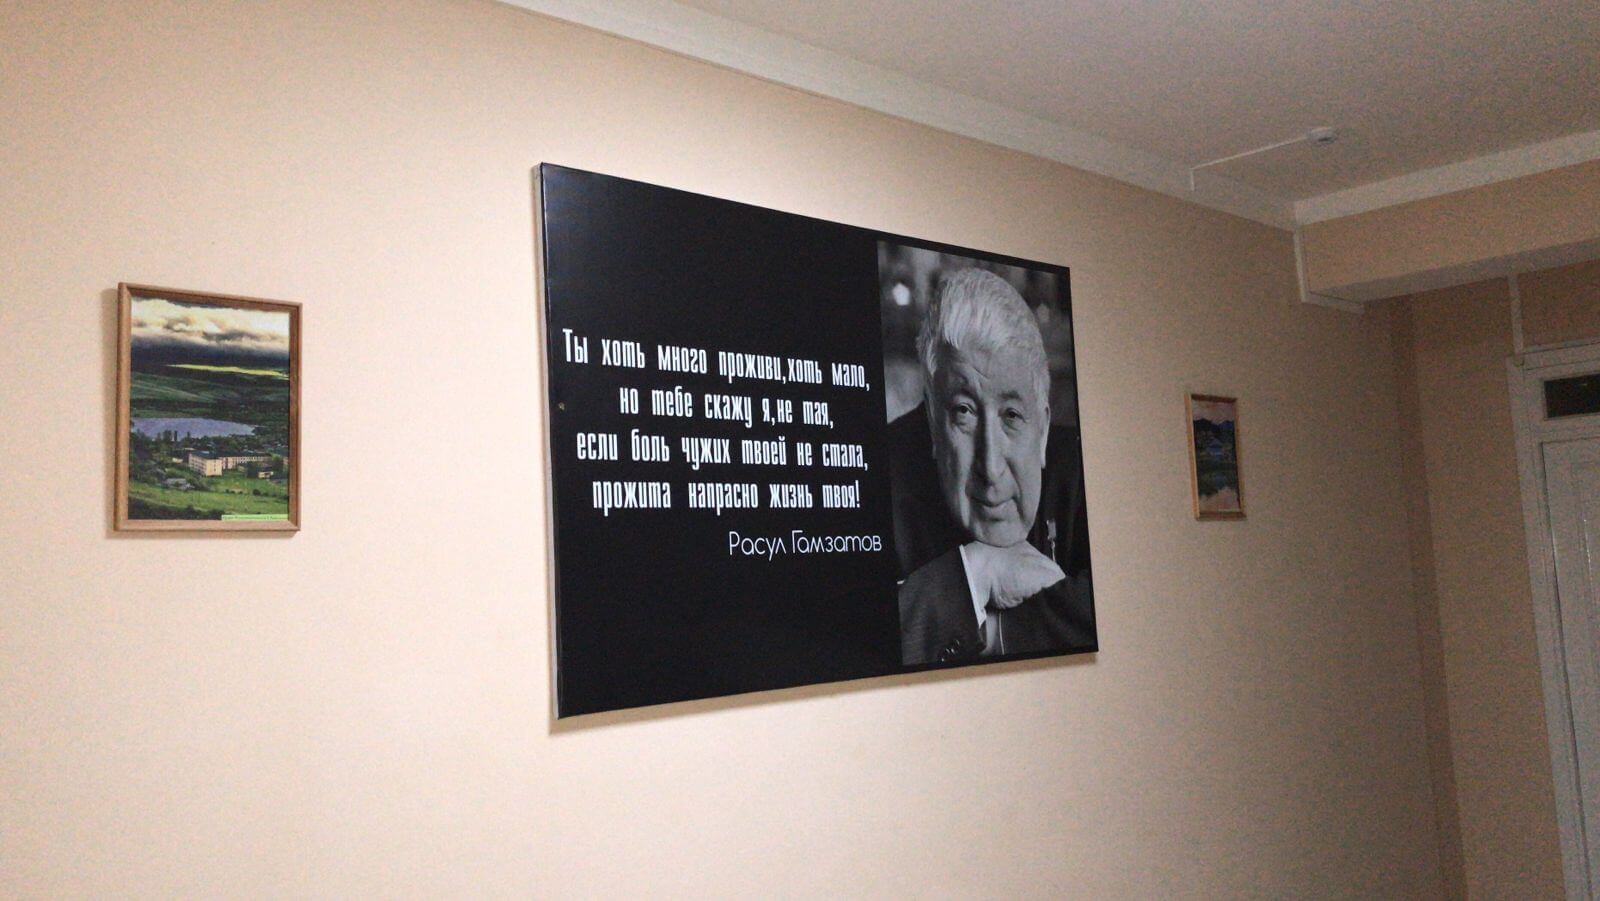 Ты хоть много проживи,хоть мало,
но тебе скажу я,не тая,
если боль чужих твоей не стала,
прожита напрасно жизнь твоя!
Расул Гамзатов